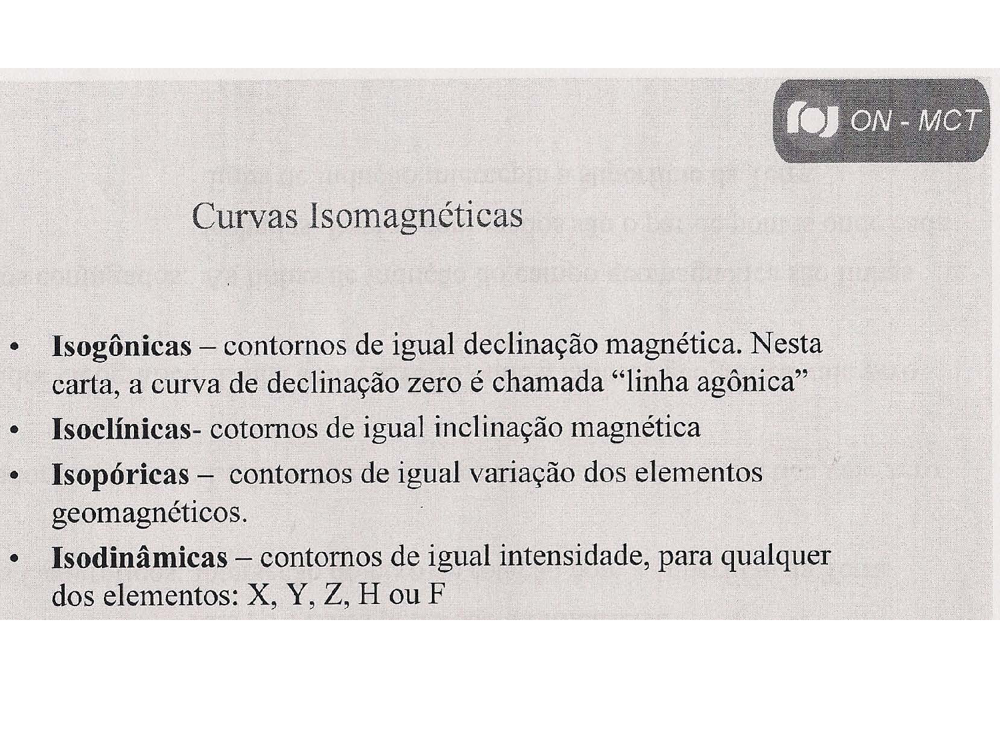 ON - MCT
Curvas Isomagnéticas
• Isogônicas – contornos de igual declinação magnética. Nesta
carta, a curva de declinação zero é chamada “linha agônica”
• Isoclínicas- cotornos de igual inclinação magnética
• Isopóricas – contornos de igual variação dos elementos
geomagnéticos.
• Isodinâmicas – contornos de igual intensidade, para qualquer
dos elementos: X, Y, Z, H ou F